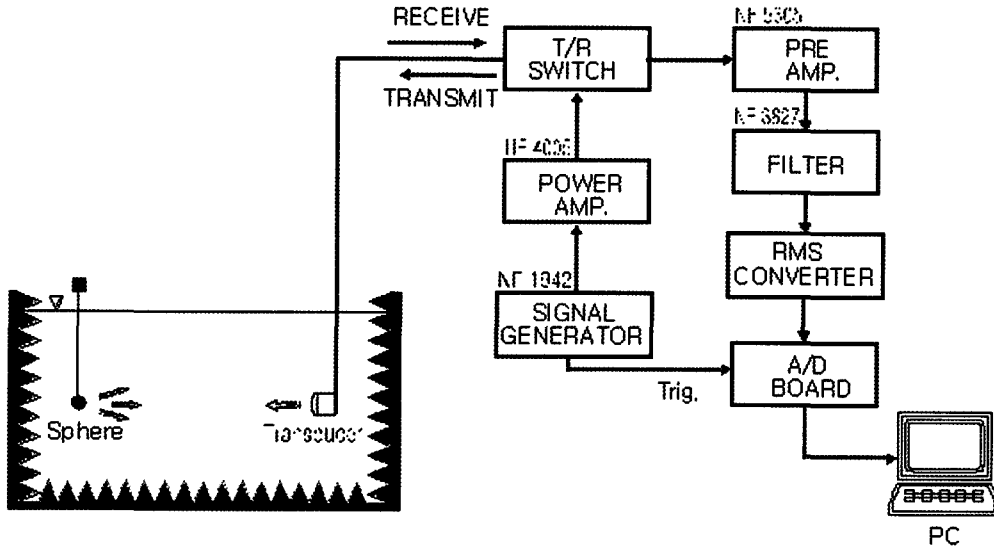 RECEIVE
TRANSMIT
T/R
SWITCH
PRE
AMP.
FILTER
POWER
AMP.
RMS
CONVERTER
SIGNAL
GENERATOR
A/D
BOARD
Trig.
Sphere
PC